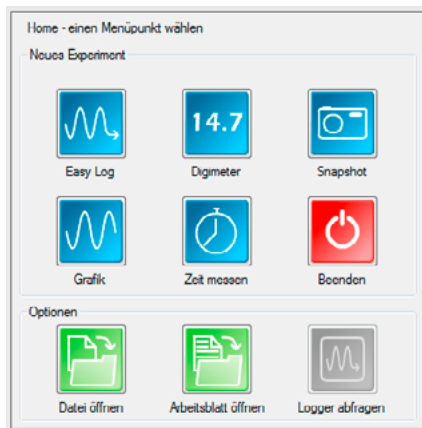 Home - einen Menüpunkt wählen
Neues Experiment
14.7
Easy Log
Digimeter
Snapshot
Grafik
Zeit messen
Beenden
Optionen
Datei öffnen
Arbeitsblatt öffnen
Logger abfragen